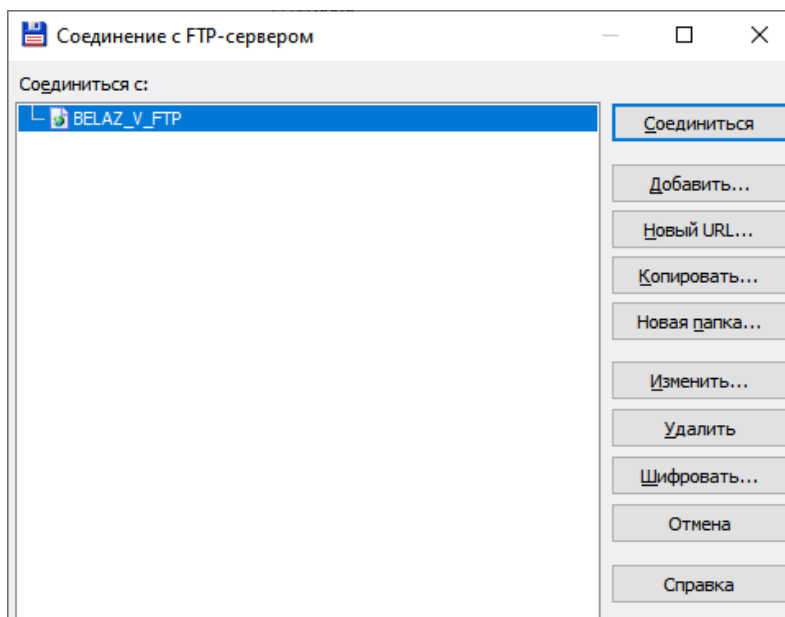 Соединение с FTP-сервером
Соединиться с:
BELAZ_V_FTP
Соединиться
Добавить...
Новый URL...
Копировать...
Новая папка...
Изменить...
Удалить
Шифровать...
Отмена
Справка